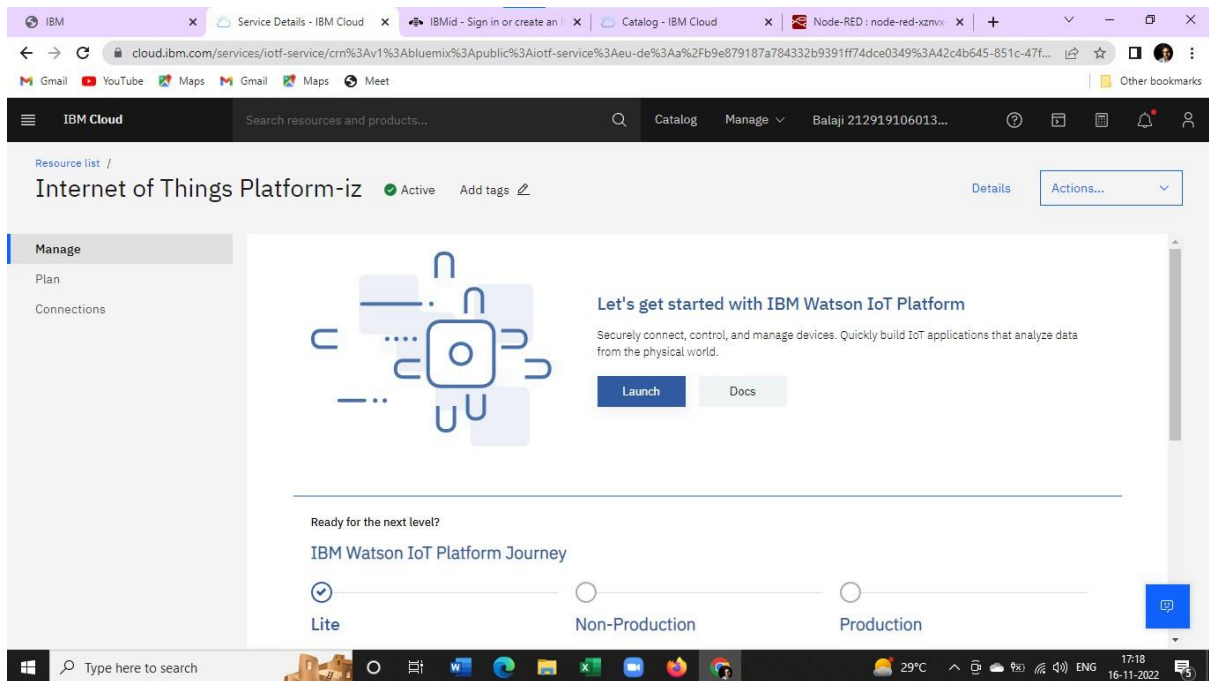 IBM
Service Details - IBM Cloud
IBMid - Sign in or create an I
Catalog - IBM Cloud
Node-RED : node-red-xznvx-
cloud.ibm.com/services/iotf-service/crn%3Av1%3Abluemix%3Apublic%3Aiotf-service%3Aeu-de%3Aa%2Fb9e879187a784332b9391ff74dce0349%3A42c4b645-851c-47f...
Gmail
YouTube
Maps
Gmail
Maps
Meet
Other bookmarks
IBM Cloud
Search resources and products...
Catalog
Manage
Balaji 212919106013...
Resource list /
Internet of Things Platform-iz
Active
Add tags
Details
Actions...
Manage
Plan
Connections
Let's get started with IBM Watson IoT Platform
Securely connect, control, and manage devices. Quickly build IoT applications that analyze data
from the physical world.
Launch
Docs
Ready for the next level?
IBM Watson IoT Platform Journey
Lite
Non-Production
Production
Type here to search
29°C
ENG
17:18
16-11-2022
5